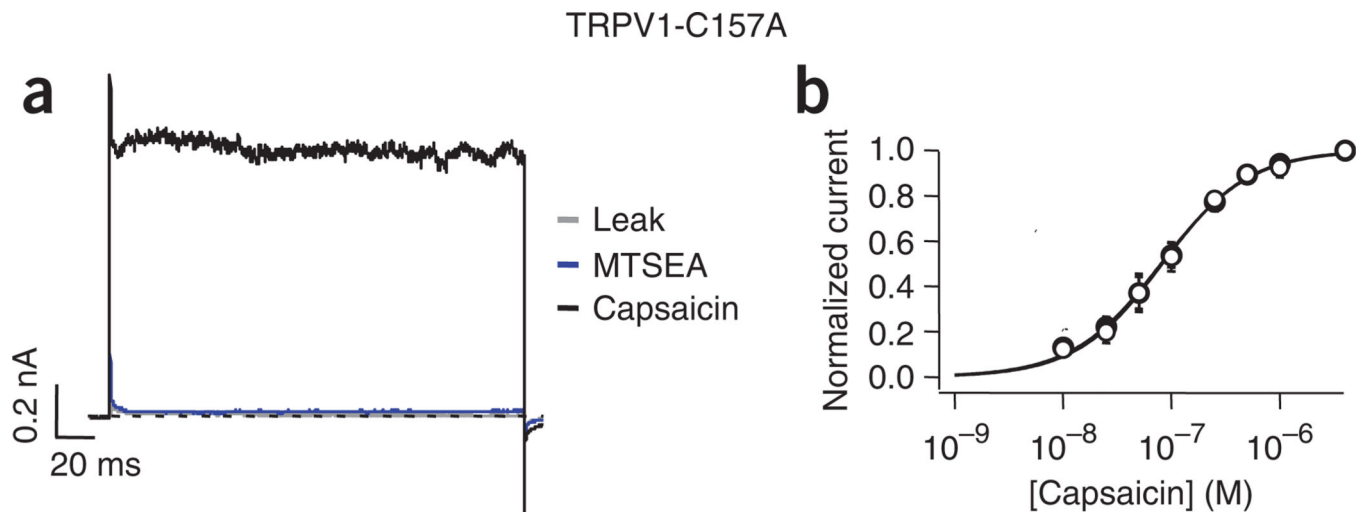 TRPV1-C157A
a
Leak
MTSEA
Capsaicin
0.2 nA
20 ms
b
Normalized current
1.0
0.8
0.6
0.4
0.2
0.0
10⁻⁹ 10⁻⁸ 10⁻⁷ 10⁻⁶
[Capsaicin] (M)